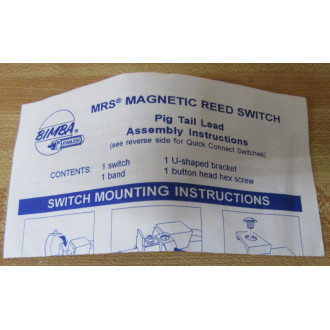 MRS® MAGNETIC REED SWITCH
BIMBA®
STAINLESS
Pig Tail Lead
Assembly Instructions
(see reverse side for Quick Connect Switches)
CONTENTS: 1 switch 1 U-shaped bracket
1 band 1 button head hex screw
SWITCH MOUNTING INSTRUCTIONS